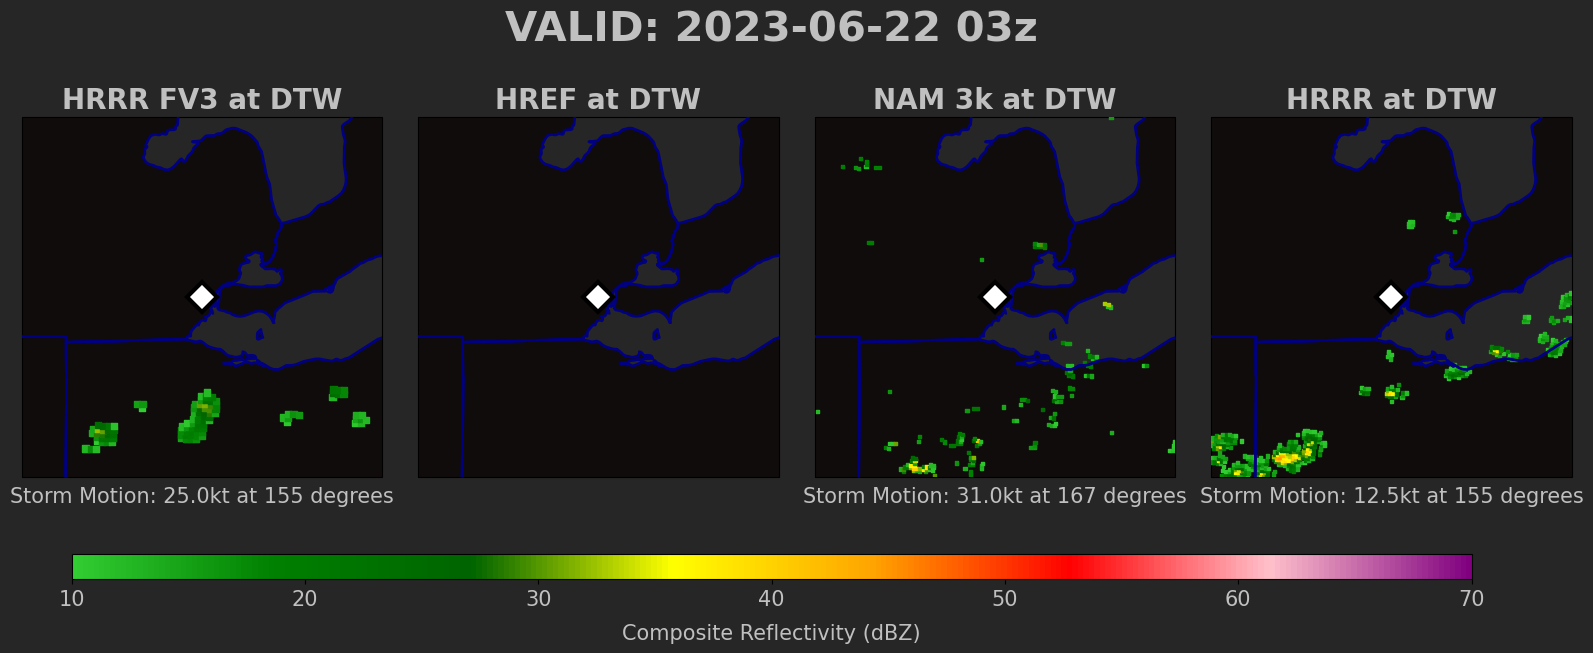 VALID: 2023-06-22 03z
HRRR FV3 at DTW
HREF at DTW
NAM 3k at DTW
HRRR at DTW
Storm Motion: 25.0kt at 155 degrees
Storm Motion: 31.0kt at 167 degrees
Storm Motion: 12.5kt at 155 degrees
10 20 30 40 50 60 70
Composite Reflectivity (dBZ)